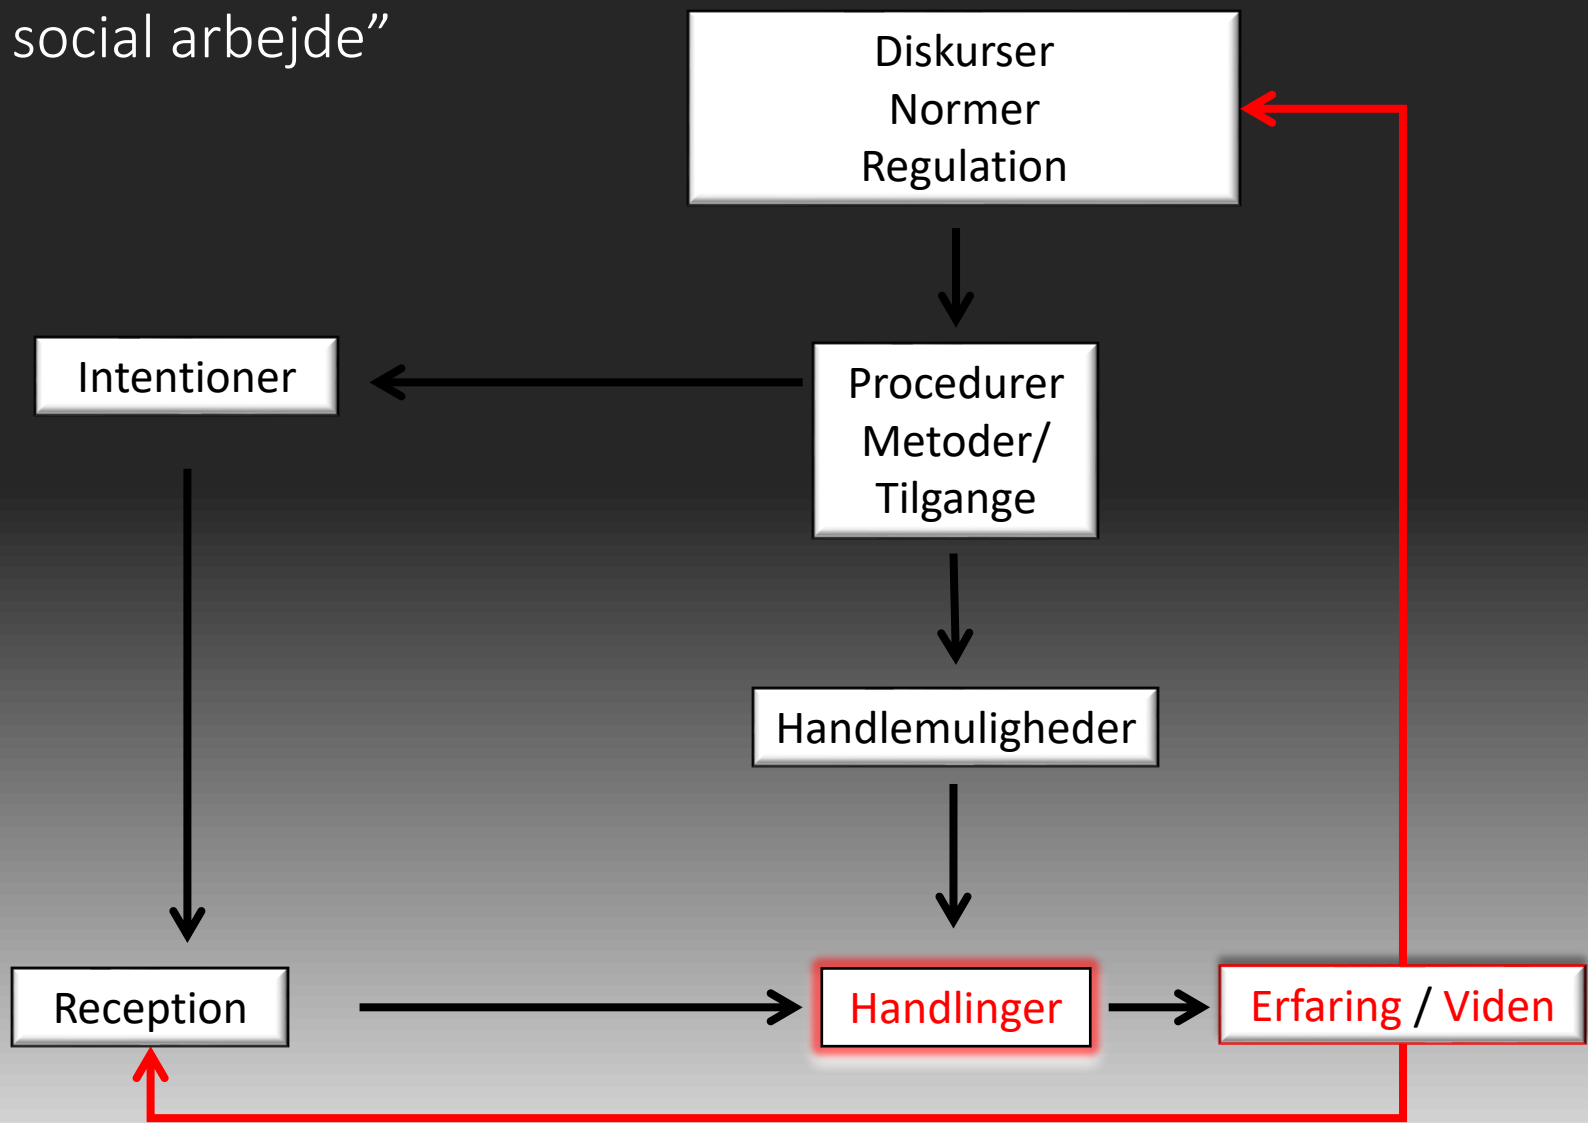 social arbejde”
Diskurser
Normer
Regulation
Intentioner
Procedurer
Metoder/
Tilgange
Handlemuligheder
Reception
Handlinger
Erfaring / Viden